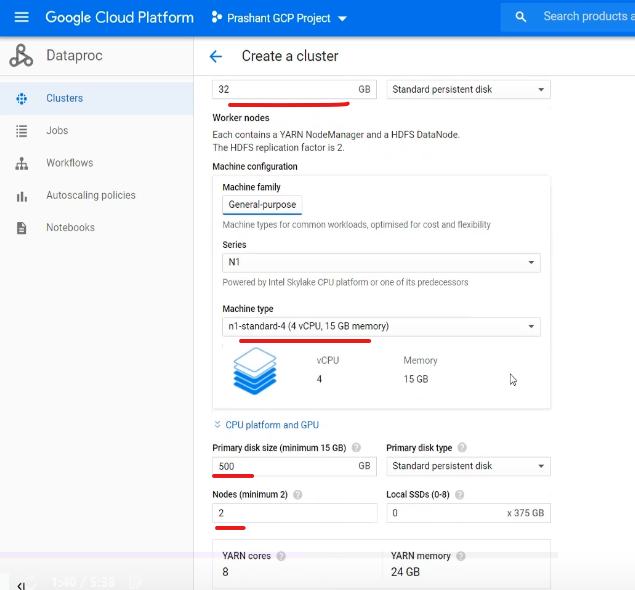 Google Cloud Platform
Prashant GCP Project
Search products a
Dataproc
Create a cluster
Clusters
Jobs
Workflows
Autoscaling policies
Notebooks
32 GB
Standard persistent disk
Worker nodes
Each contains a YARN NodeManager and a HDFS DataNode.
The HDFS replication factor is 2.
Machine configuration
Machine family
General-purpose
Machine types for common workloads, optimised for cost and flexibility
Series
N1
Powered by Intel Skylake CPU platform or one of its predecessors
Machine type
n1-standard-4 (4 vCPU, 15 GB memory)
vCPU Memory
4 15 GB
CPU platform and GPU
Primary disk size (minimum 15 GB) Primary disk type
500 GB Standard persistent disk
Nodes (minimum 2) Local SSDs (0-8)
2 0 x 375 GB
YARN cores YARN memory
8 24 GB
1:40 / 5:38